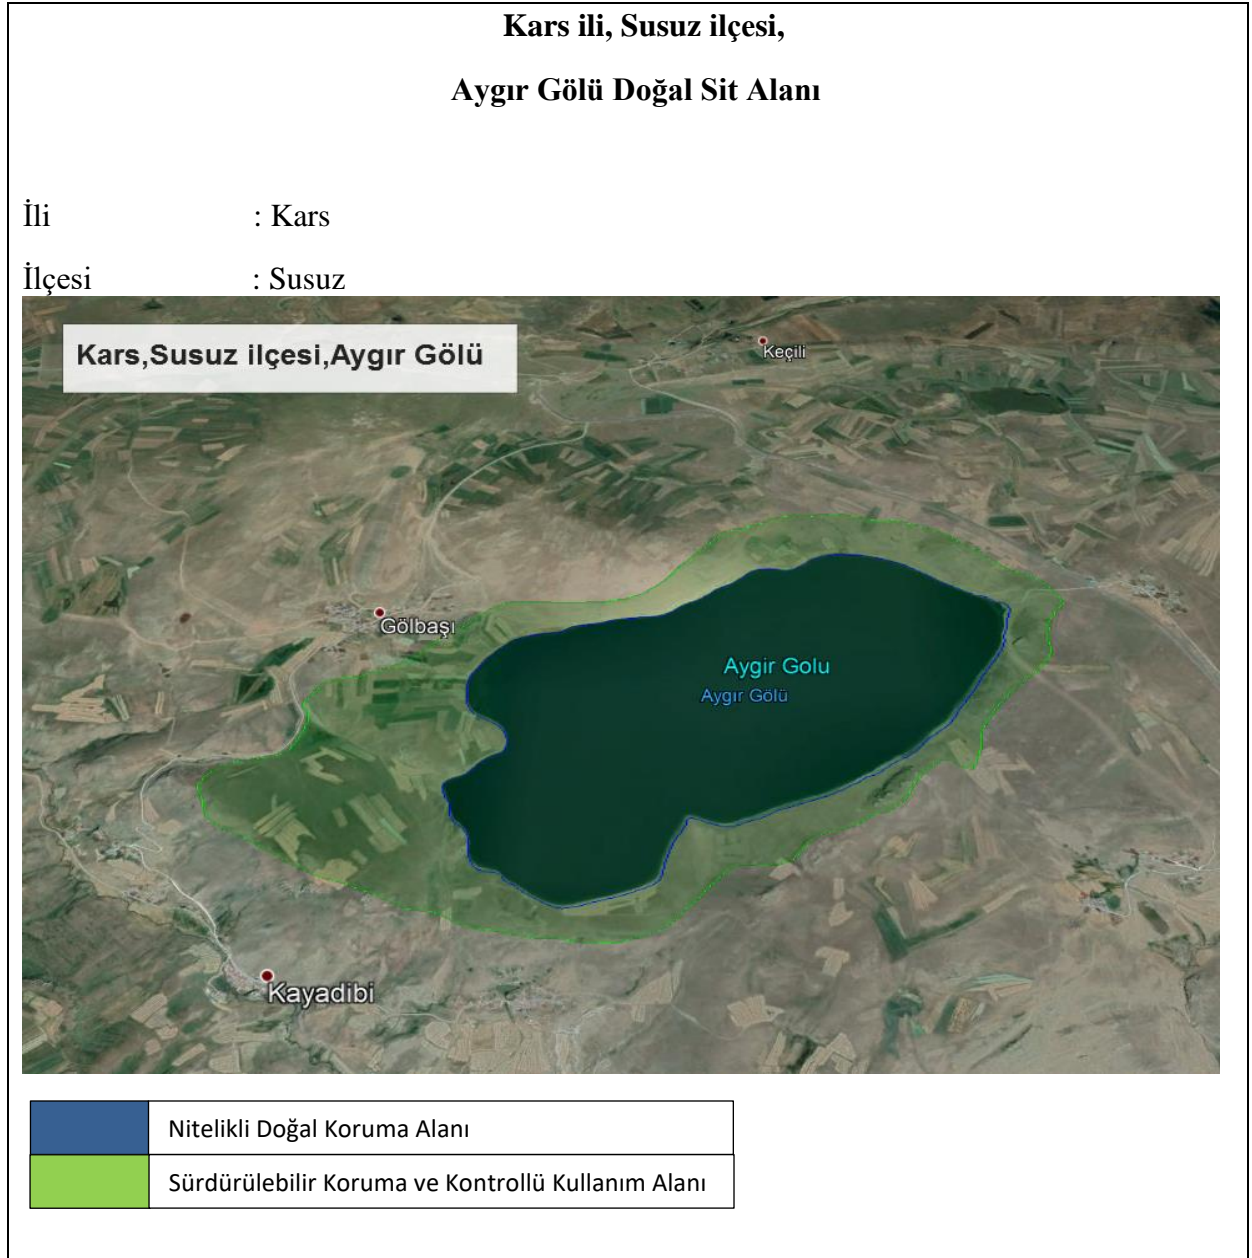 Kars ili, Susuz ilçesi,
Aygır Gölü Doğal Sit Alanı
İli : Kars
İlçesi : Susuz
Kars,Susuz ilçesi,Aygır Gölü
Keçili
Gölbaşı
Aygir Golu
Aygır Gölü
Kayadibi
Nitelikli Doğal Koruma Alanı
Sürdürülebilir Koruma ve Kontrollü Kullanım Alanı